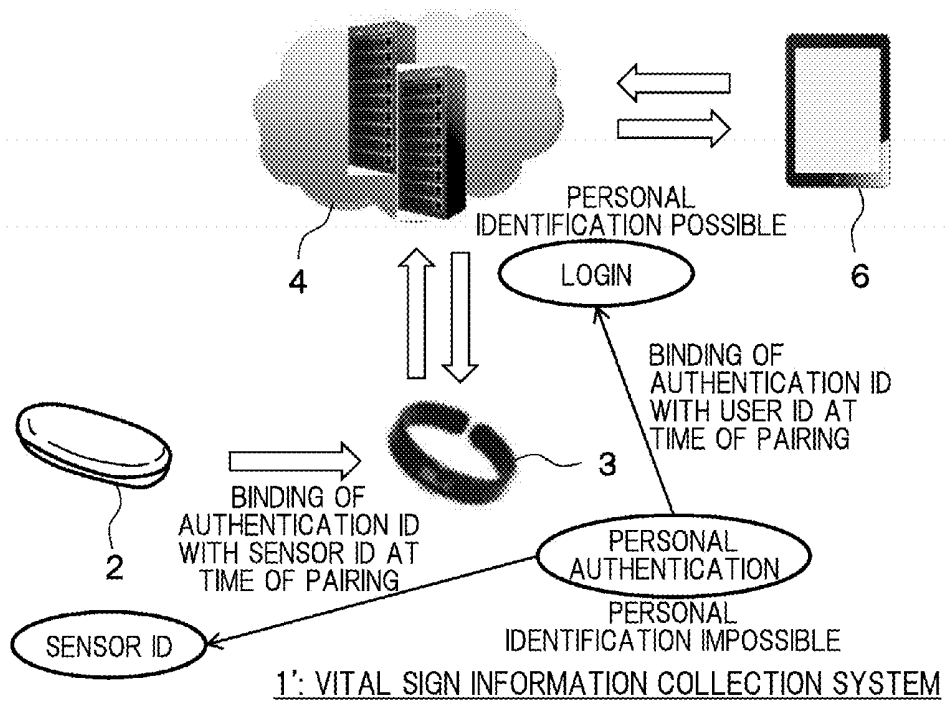 PERSONAL
IDENTIFICATION POSSIBLE
4
6
LOGIN
BINDING OF
AUTHENTICATION ID
WITH USER ID AT
TIME OF PAIRING
3
2
BINDING OF
AUTHENTICATION ID
WITH SENSOR ID AT
TIME OF PAIRING
PERSONAL
AUTHENTICATION
PERSONAL
IDENTIFICATION IMPOSSIBLE
SENSOR ID
1': VITAL SIGN INFORMATION COLLECTION SYSTEM